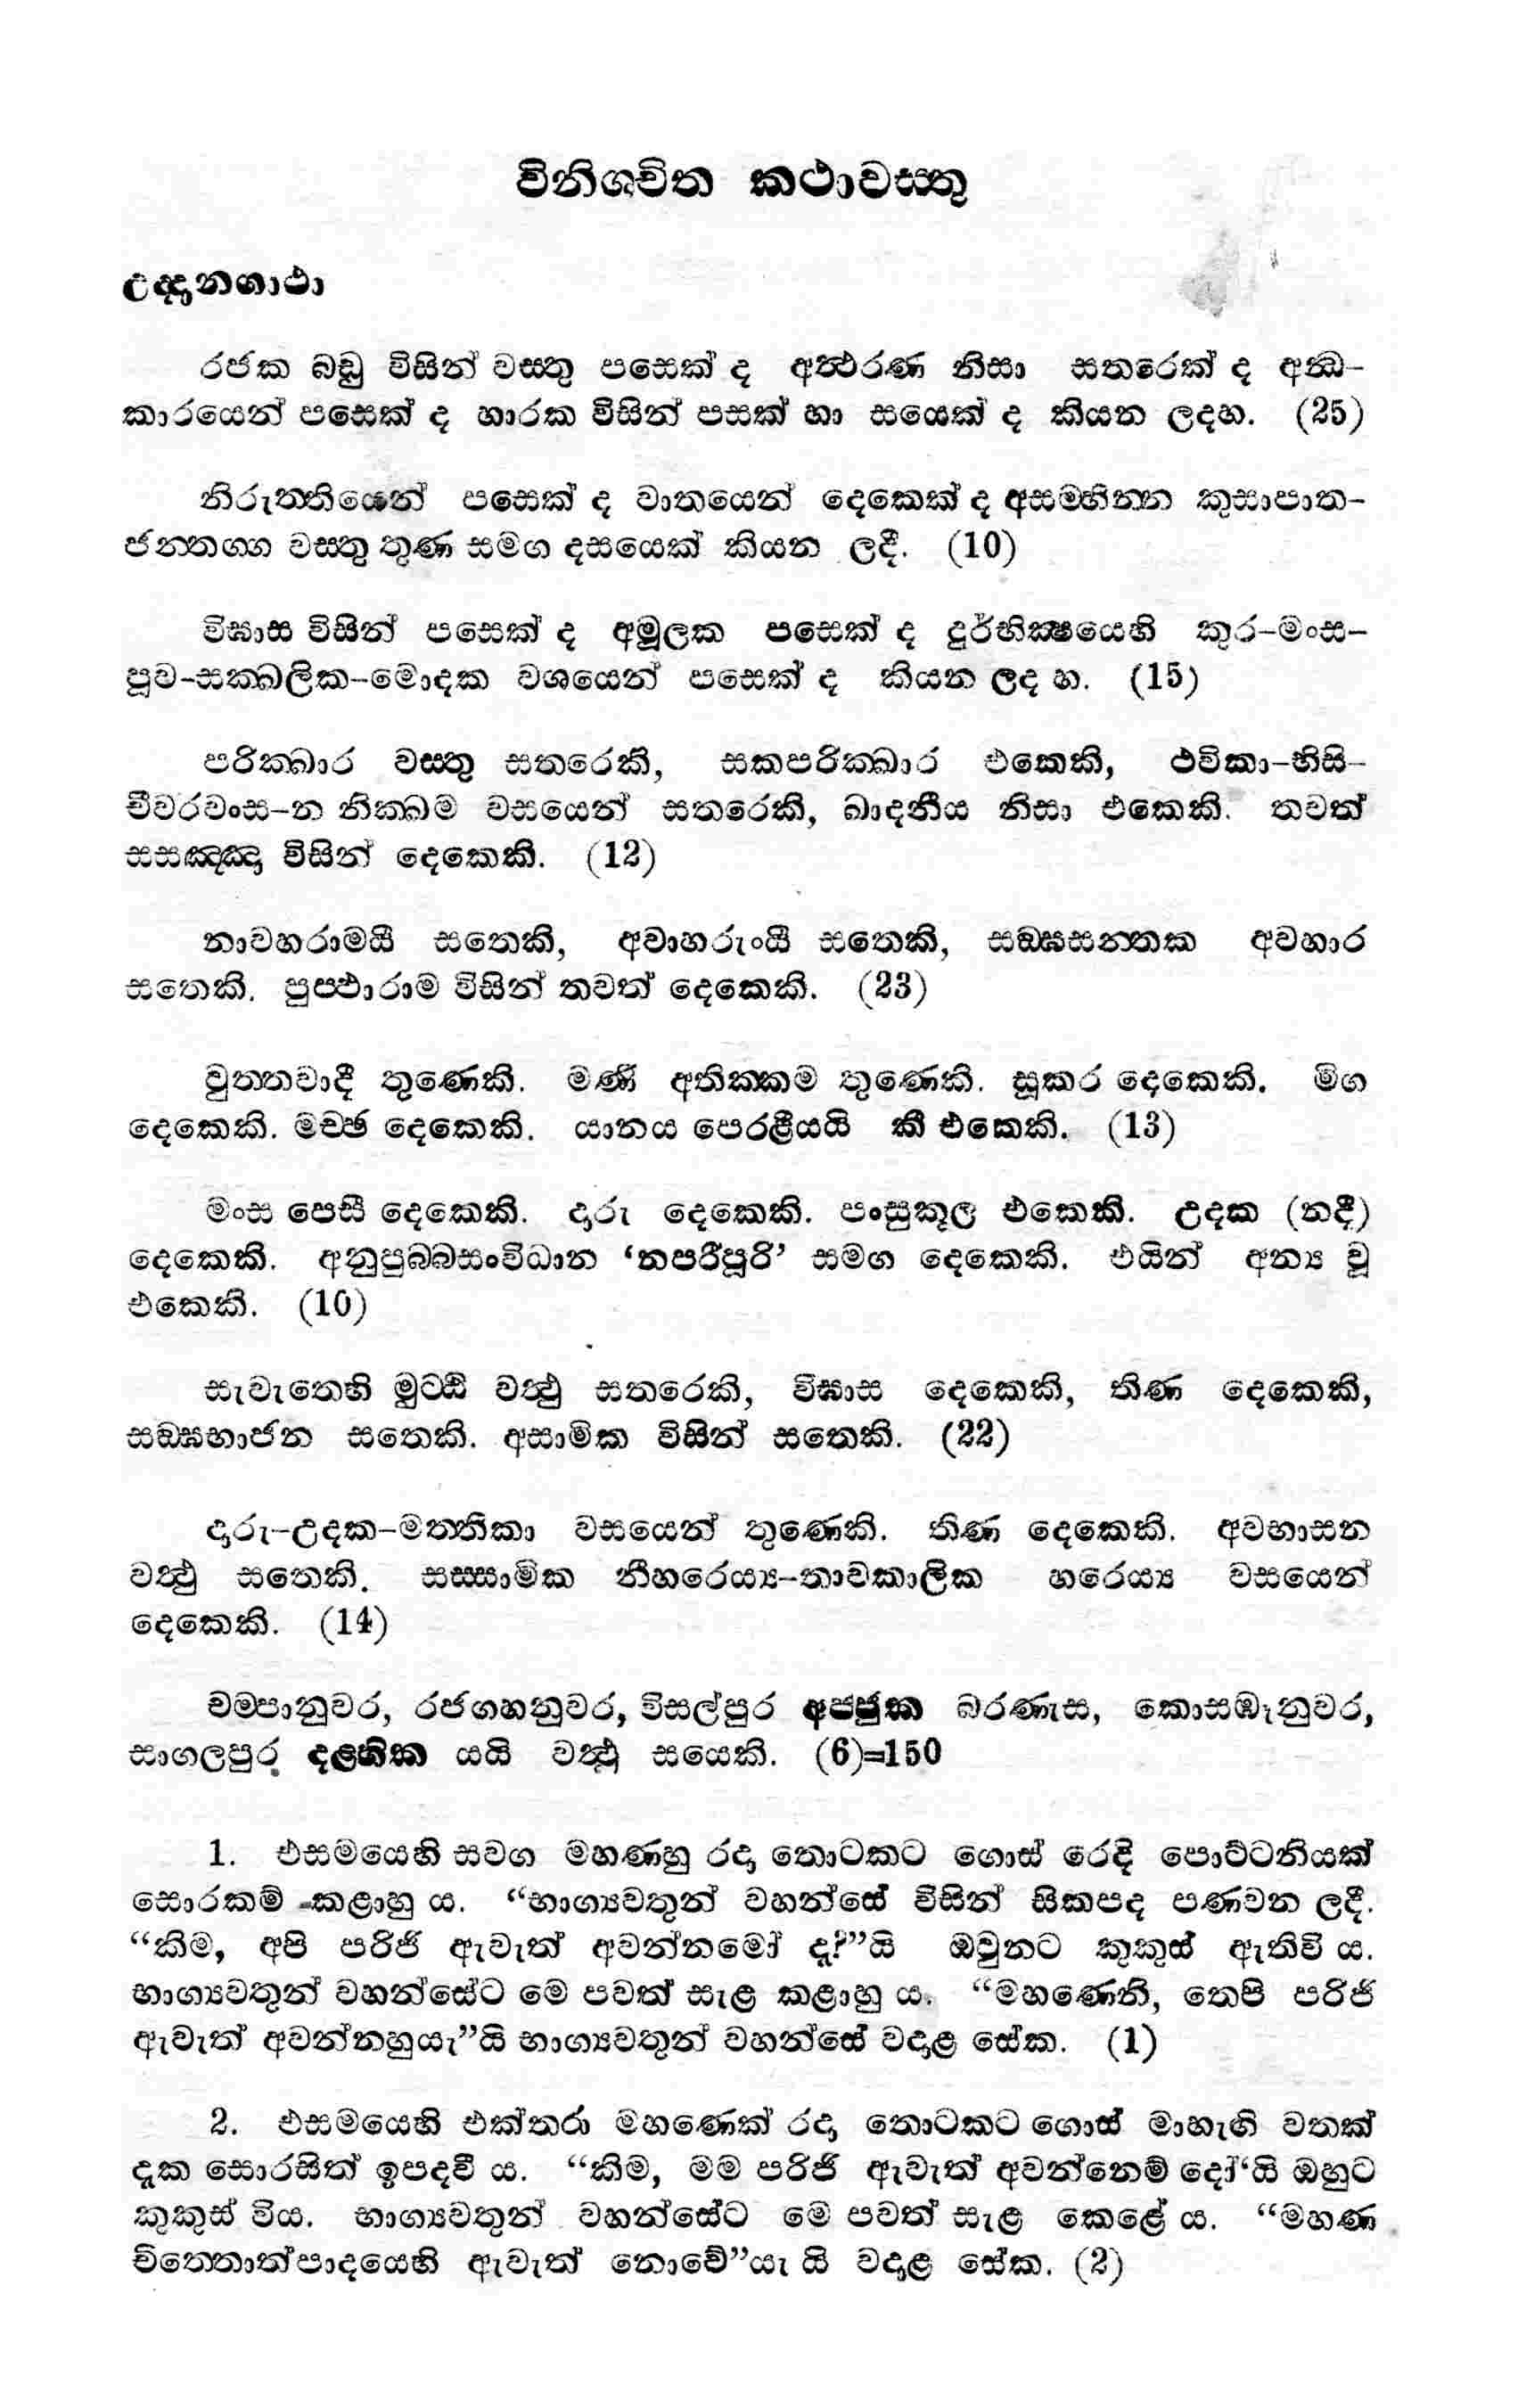 විනිශ්චිත කථාවස්තු
උද්දානගාථා
රජක බඩු විසින් වස්තු පසෙක් ද අත්ථරණ නිසා සතරෙක් ද අන්ධ-
කාරයෙන් පසෙක් ද හාරක විසින් පසක් හා සයෙක් ද කියන ලදහ. (25)
නිරුත්තියෙන් පසෙක් ද වාතයෙන් දෙකෙක් ද අසම්භින්න කුසාපාත-
ජන්තගග වස්තු තුණ සමග දසයෙක් කියන ලදී. (10)
විඝාස විසින් පසෙක් ද අමූලක පසෙක් ද දුර්භික්ෂයෙහි කුර-මංස-
පූව-සක්ඛලික-මොදක වශයෙන් පසෙක් ද කියන ලද හ. (15)
පරික්ඛාර වස්තු සතරෙකි, සකපරික්ඛාර එකෙකි, ථවිකා-භිසි-
චීවරවංස-න නික්ඛම වසයෙන් සතරෙකි, ඛාදනීය නිසා එකෙකි. තවත්
සසඤ්ඤා විසින් දෙකෙකි. (12)
නාවහරාමයී සතෙකි, අවාහරුංයී සතෙකි, සඞ්ඝසන්තක අවහාර
සතෙකි. පුප්ඵාරාම විසින් තවත් දෙකෙකි. (23)
වුත්තවාදී තුණෙකි. මණි අතික්කම තුණෙකි. සූකර දෙකෙකි. මිග
දෙකෙකි. මච්ඡ දෙකෙකි. යානය පෙරළීයයි කී එකෙකි. (13)
මංස පෙසී දෙකෙකි. දාරු දෙකෙකි. පංසුකූල එකෙකි. උදක (නදී)
දෙකෙකි. අනුපුබ්බසංවිධාන ‘නපරිපූරි’ සමග දෙකෙකි. එයින් අන්‍ය වූ
එකෙකි. (10)
සැවැතෙහි මුට්ඨි වත්ථු සතරෙකි, විඝාස දෙකෙකි, තිණ දෙකෙකි,
සඞ්ඝභාජන සතෙකි. අසාමික විසින් සතෙකි. (22)
දාරු-උදක-මත්තිකා වසයෙන් තුණෙකි. තිණ දෙකෙකි. අවභාසන
වත්ථු සතෙකි. සස්සාමික නීහරෙය්‍ය-තාවකාලික හරෙය්‍ය වසයෙන්
දෙකෙකි. (14)
චම්පානුවර, රජගහනුවර, විසල්පුර අජ්ජුක බරණැස, කොසඹෑනුවර,
සාගලපුර දළ්හික යයි වත්ථු සයෙකි. (6)=150
1. එසමයෙහි සවග මහණහු රදා තොටකට ගොස් රෙදි පොට්ටනියක්
සොරකම් කළාහු ය. “භාග්‍යවතුන් වහන්සේ විසින් සිකපද පණවන ලදී.
“කිම, අපි පරිජි ඇවැත් අවන්නමෝ දැ?”යි ඔවුනට කුකුස් ඇතිවි ය.
භාග්‍යවතුන් වහන්සේට මෙ පවත් සැළ කළාහු ය. “මහණෙනි, තෙපි පරිජි
ඇවැත් අවන්නහුයැ”යි භාග්‍යවතුන් වහන්සේ වදාළ සේක. (1)
2. එසමයෙහි එක්තරා මහණෙක් රදා තොටකට ගොස් මාහැඟි වතක්
දැක සොරසිත් ඉපදවී ය. “කිම, මම පරිජි ඇවැත් අවන්නෙම් දෝ‘යි ඔහුට
කුකුස් විය. භාග්‍යවතුන් වහන්සේට මෙ පවත් සැළ කෙළේ ය. “මහණ
චිත්තොත්පාදයෙහි ඇවැත් නොවේ”යැ යි වදාළ සේක. (2)